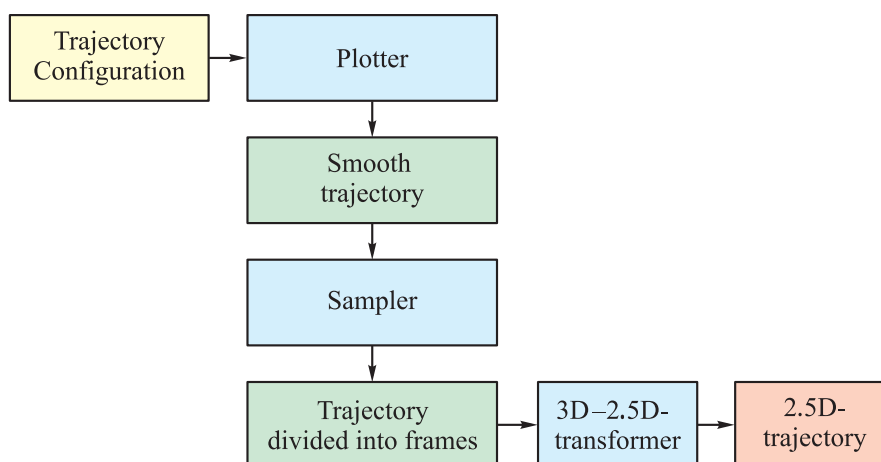 Trajectory
Configuration
Plotter
Smooth
trajectory
Sampler
Trajectory
divided into frames
3D–2.5D-
transformer
2.5D-
trajectory